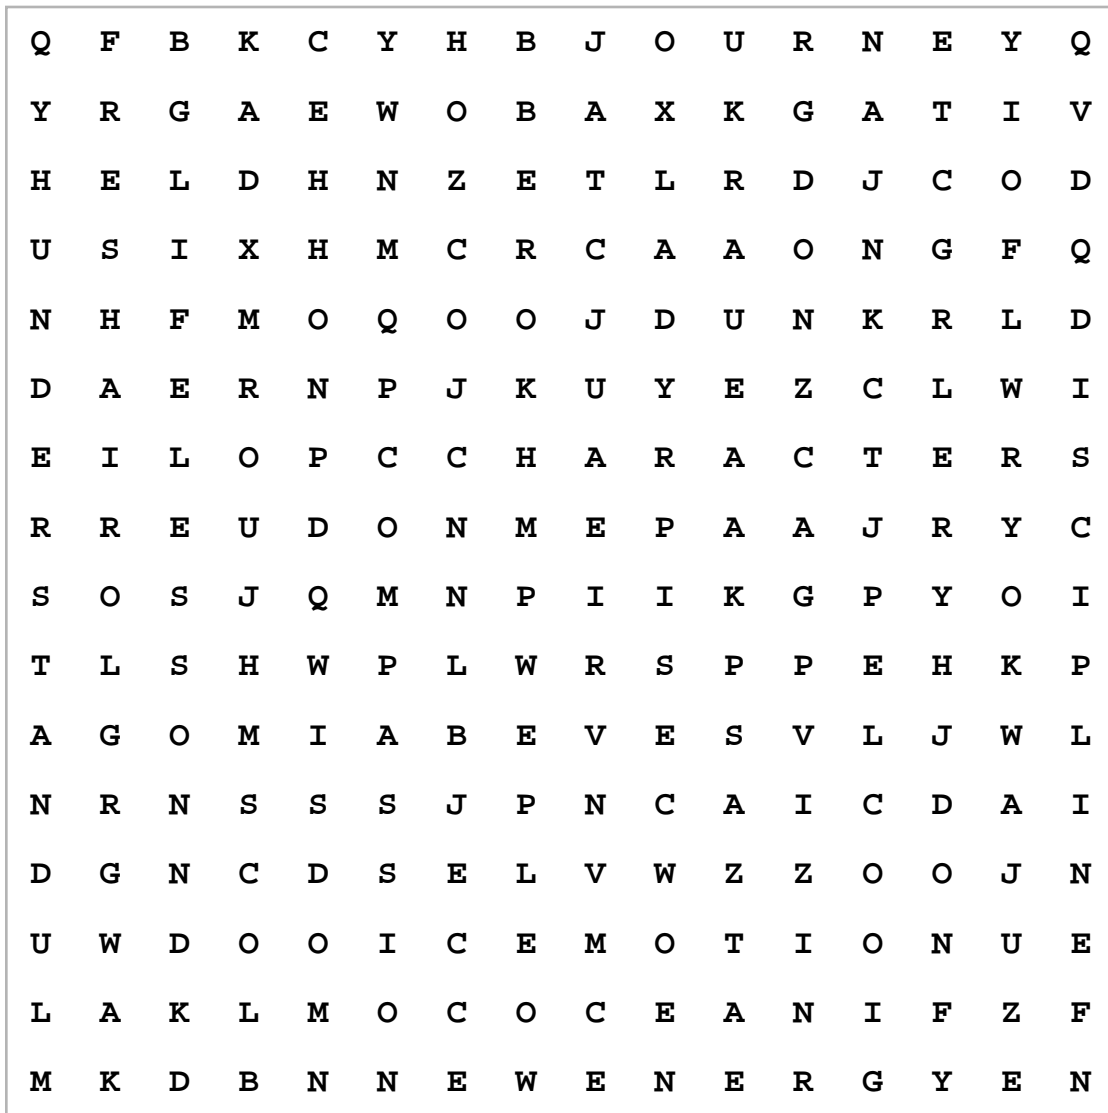 Q F B K C Y H B J O U R N E Y Q
Y R G A E W O B A X K G A T I V
H E L D H N Z E T L R D J C O D
U S I X H M C R C A A O N G F Q
N H F M O Q O O J D U N K R L D
D A E R N P J K U Y E Z C L W I
E I L O P C C H A R A C T E R S
R R E U D O N M E P A A J R Y C
S O S J Q M N P I I K G P Y O I
T L S H W P L W R S P P E H K P
A G O M I A B E V E S V L J W L
N R N S S S J P N C A I C D A I
D G N C D S E L V W Z Z O O J N
U W D O O I C E M O T I O N U E
L A K L M O C O C E A N I F Z F
M K D B N N E W E N E R G Y E N